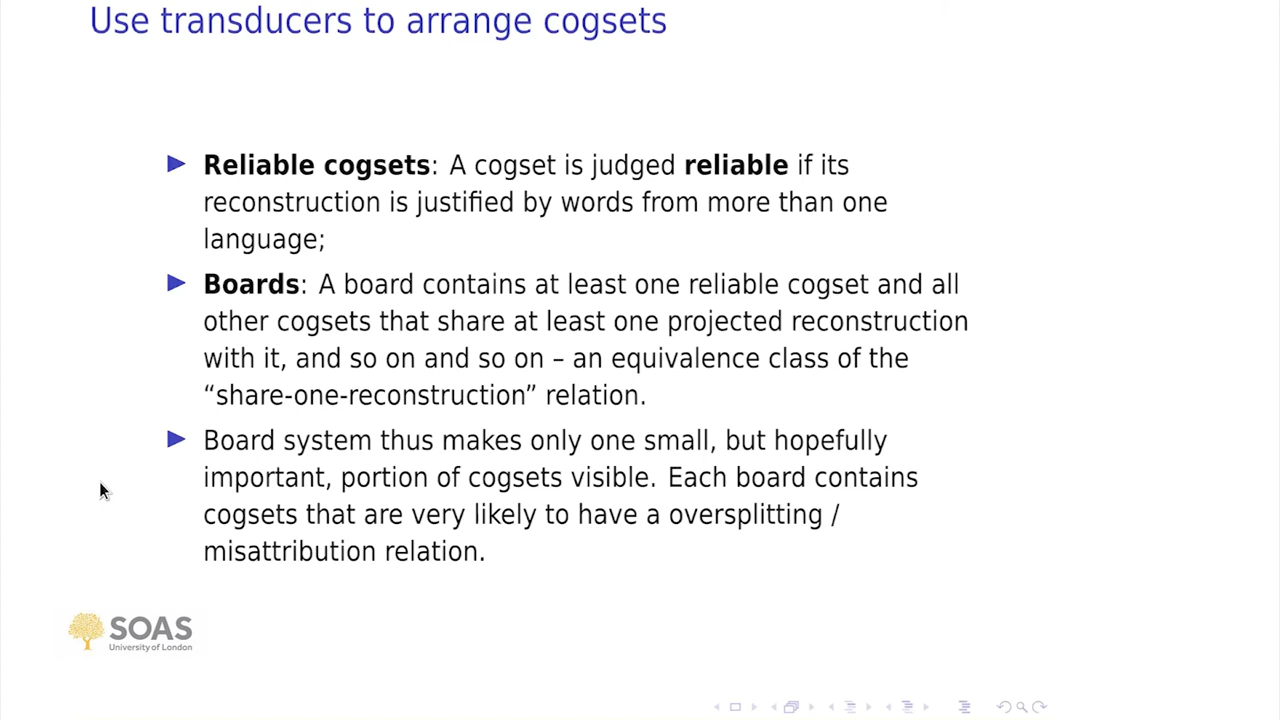 Use transducers to arrange cogsets
Reliable cogsets: A cogset is judged reliable if its
reconstruction is justified by words from more than one
language;
Boards: A board contains at least one reliable cogset and all
other cogsets that share at least one projected reconstruction
with it, and so on and so on – an equivalence class of the
“share-one-reconstruction” relation.
Board system thus makes only one small, but hopefully
important, portion of cogsets visible. Each board contains
cogsets that are very likely to have a oversplitting /
misattribution relation.
SOAS
University of London